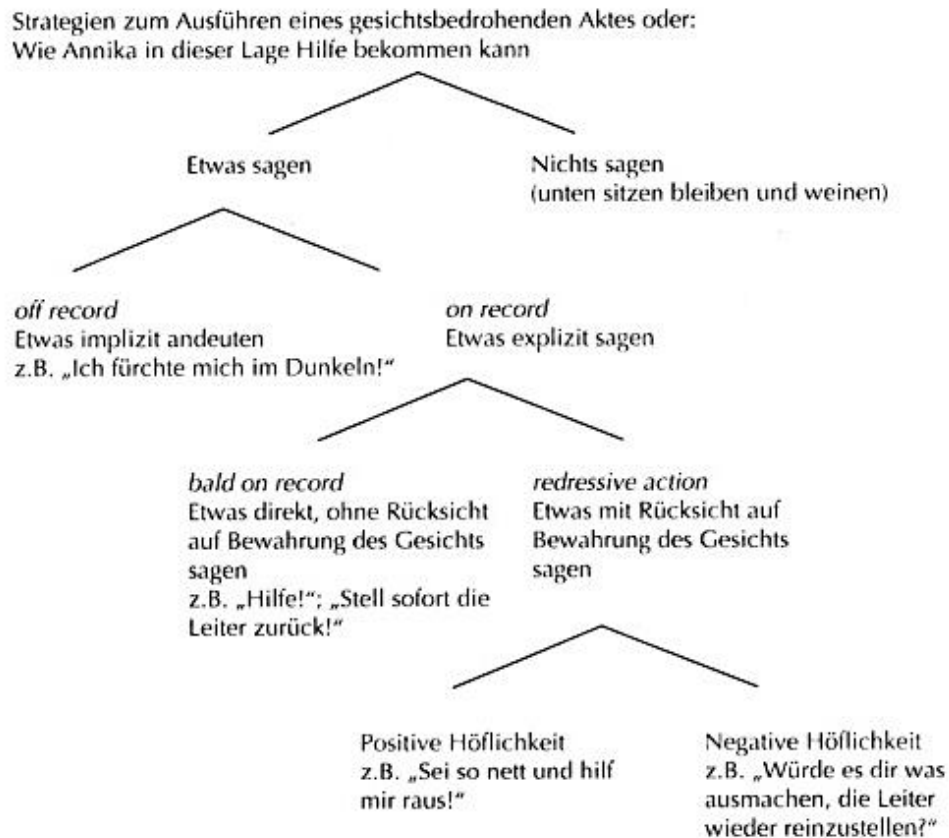 Strategien zum Ausführen eines gesichtsbedrohenden Aktes oder:
Wie Annika in dieser Lage Hilfe bekommen kann
Etwas sagen
Nichts sagen
(unten sitzen bleiben und weinen)
off record
Etwas implizit andeuten
z.B. „Ich fürchte mich im Dunkeln!“
on record
Etwas explizit sagen
bald on record
Etwas direkt, ohne Rücksicht
auf Bewahrung des Gesichts
sagen
z.B. „Hilfe!“; „Stell sofort die
Leiter zurück!“
redressive action
Etwas mit Rücksicht auf
Bewahrung des Gesichts
sagen
Positive Höflichkeit
z.B. „Sei so nett und hilf
mir raus!“
Negative Höflichkeit
z.B. „Würde es dir was
ausmachen, die Leiter
wieder reinzustellen?“